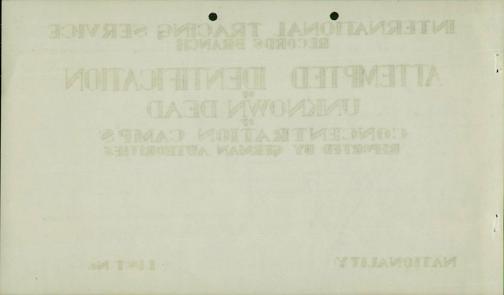 INTERNATIONAL TRACING SERVICE
RECORDS BRANCH
ATTEMPTED IDENTIFICATION
OF
UNKNOWN DEAD
OF
CONCENTRATION CAMPS
REPORTED BY GERMAN AUTHORITIES
NATIONALITY LIST No